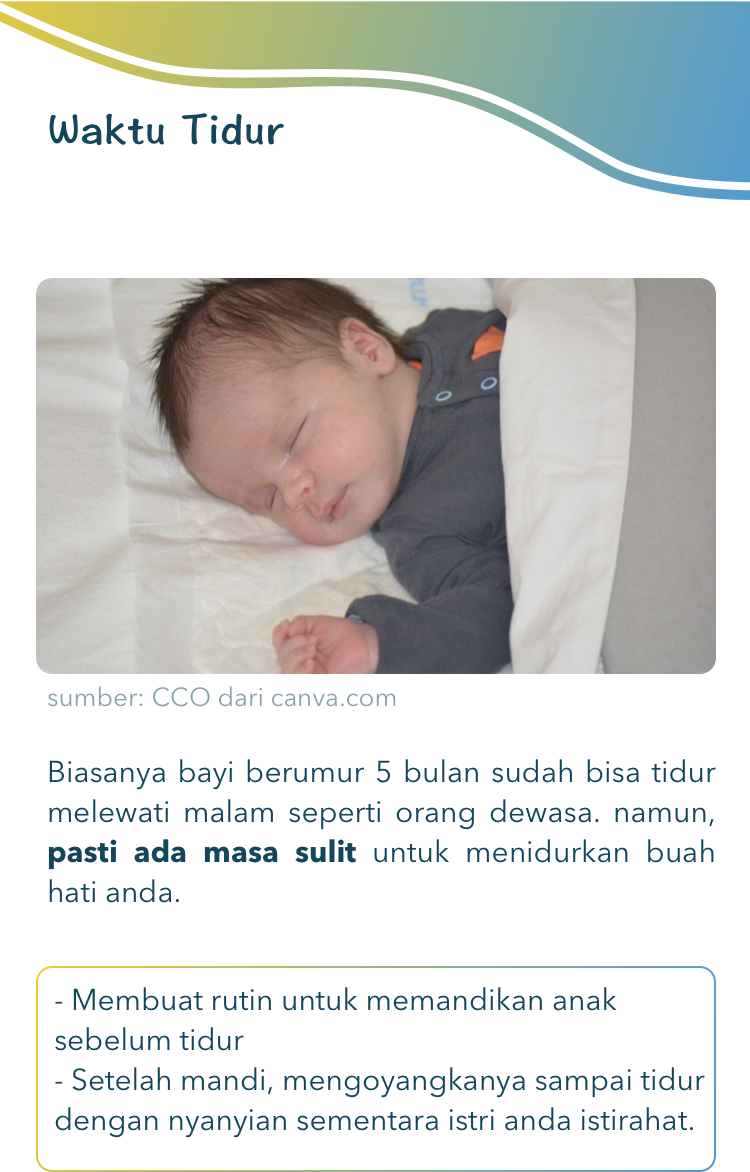 Waktu Tidur
sumber: CCO dari canva.com
Biasanya bayi berumur 5 bulan sudah bisa tidur
melewati malam seperti orang dewasa. namun,
pasti ada masa sulit untuk menidurkan buah
hati anda.
- Membuat rutin untuk memandikan anak
sebelum tidur
- Setelah mandi, mengoyangkanya sampai tidur
dengan nyanyian sementara istri anda istirahat.